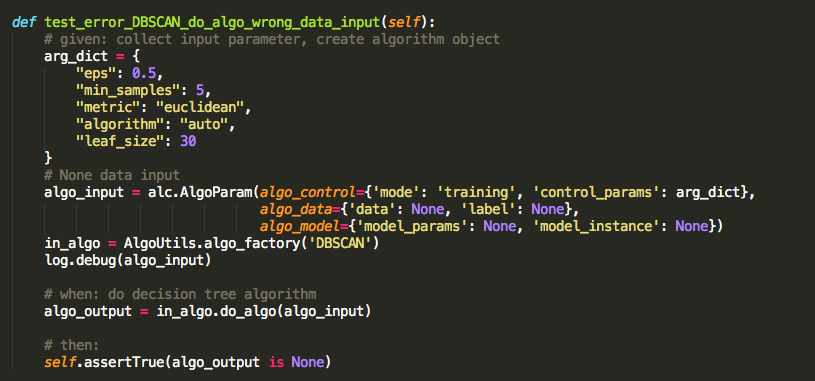 def test_error_DBSCAN_do_algo_wrong_data_input(self):
    # given: collect input parameter, create algorithm object
    arg_dict = {
        "eps": 0.5,
        "min_samples": 5,
        "metric": "euclidean",
        "algorithm": "auto",
        "leaf_size": 30
    }
    # None data input
    algo_input = alc.AlgoParam(algo_control={'mode': 'training', 'control_params': arg_dict},
                               algo_data={'data': None, 'label': None},
                               algo_model={'model_params': None, 'model_instance': None})
    in_algo = AlgoUtils.algo_factory('DBSCAN')
    log.debug(algo_input)

    # when: do decision tree algorithm
    algo_output = in_algo.do_algo(algo_input)

    # then:
    self.assertTrue(algo_output is None)